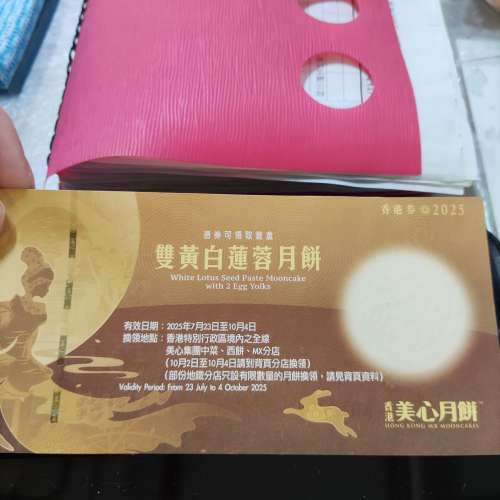 香港券 2025
憑券可換取壹盒
雙黃白蓮蓉月餅
White Lotus Seed Paste Mooncake
with 2 Egg Yolks
有效日期：2025年7月23日至10月4日
換領地點：香港特別行政區境內之全線
美心集團中菜、西餅、MX分店
(10月2日至10月4日請到背頁分店換領)
(部份地鐵分店只設有限數量的月餅換領，請見背頁資料)
Validity Period: from 23 July to 4 October 2025
香港 美心月餅™
HONG KONG MX MOONCAKES